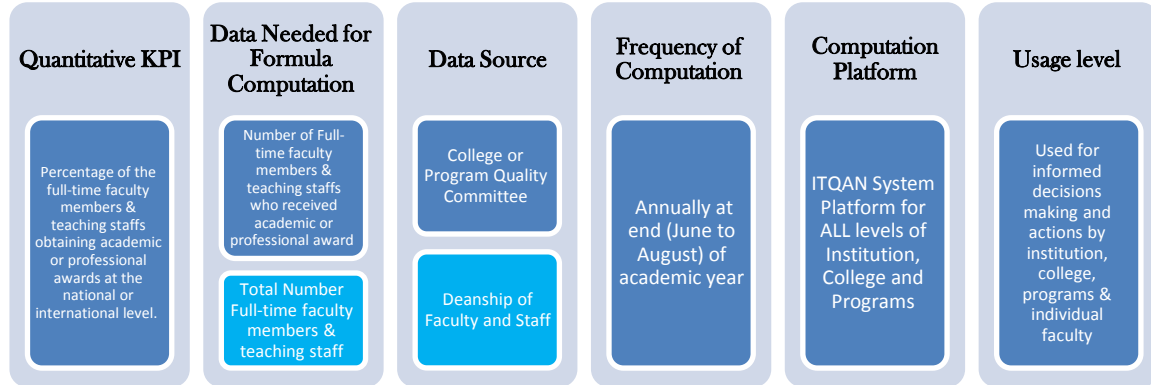 Quantitative KPI
Percentage of the
full-time faculty
members &
teaching staffs
obtaining academic
or professional
awards at the
national or
international level.
Data Needed for
Formula
Computation
Number of Full-
time faculty
members &
teaching staffs
who received
academic or
professional award
Total Number
Full-time faculty
members &
teaching staff
Data Source
College or
Program Quality
Committee
Deanship of
Faculty and Staff
Frequency of
Computation
Annually at
end (June to
August) of
academic year
Computation
Platform
ITQAN System
Platform for
ALL levels of
Institution,
College and
Programs
Usage level
Used for
informed
decisions
making and
actions by
institution,
college,
programs &
individual
faculty